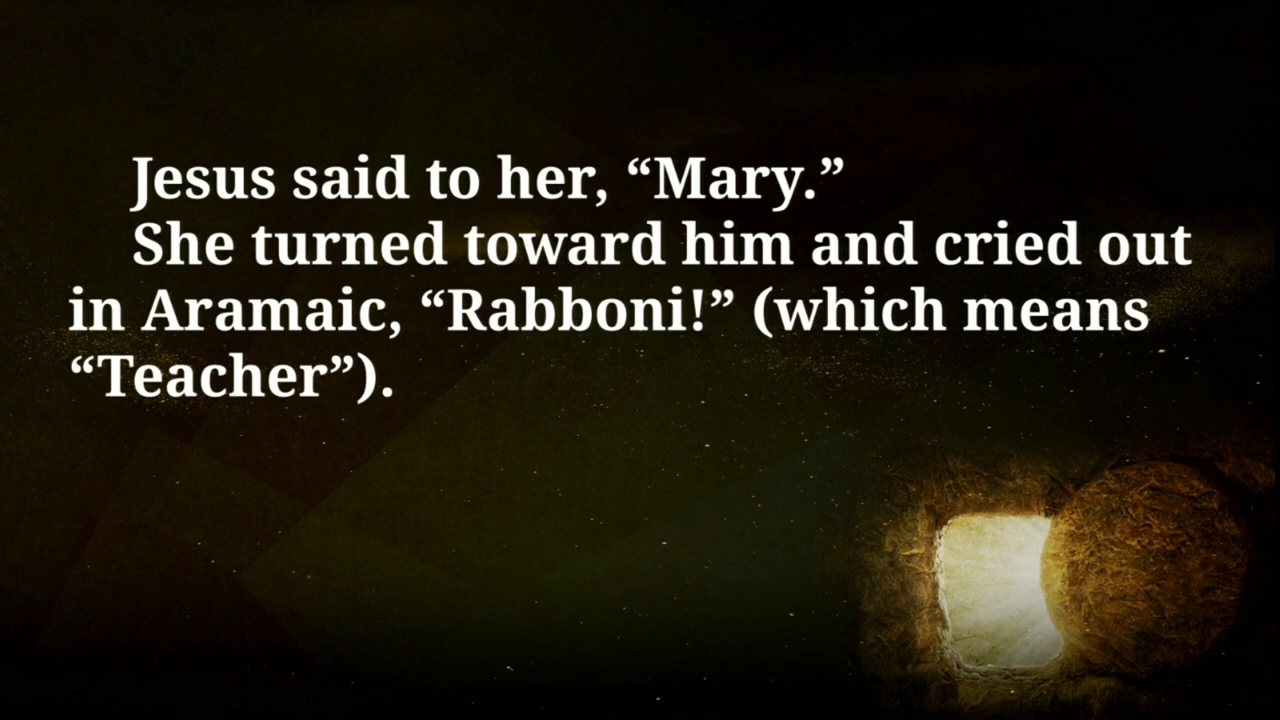 Jesus said to her, “Mary.”
She turned toward him and cried out
in Aramaic, “Rabboni!” (which means
“Teacher”).